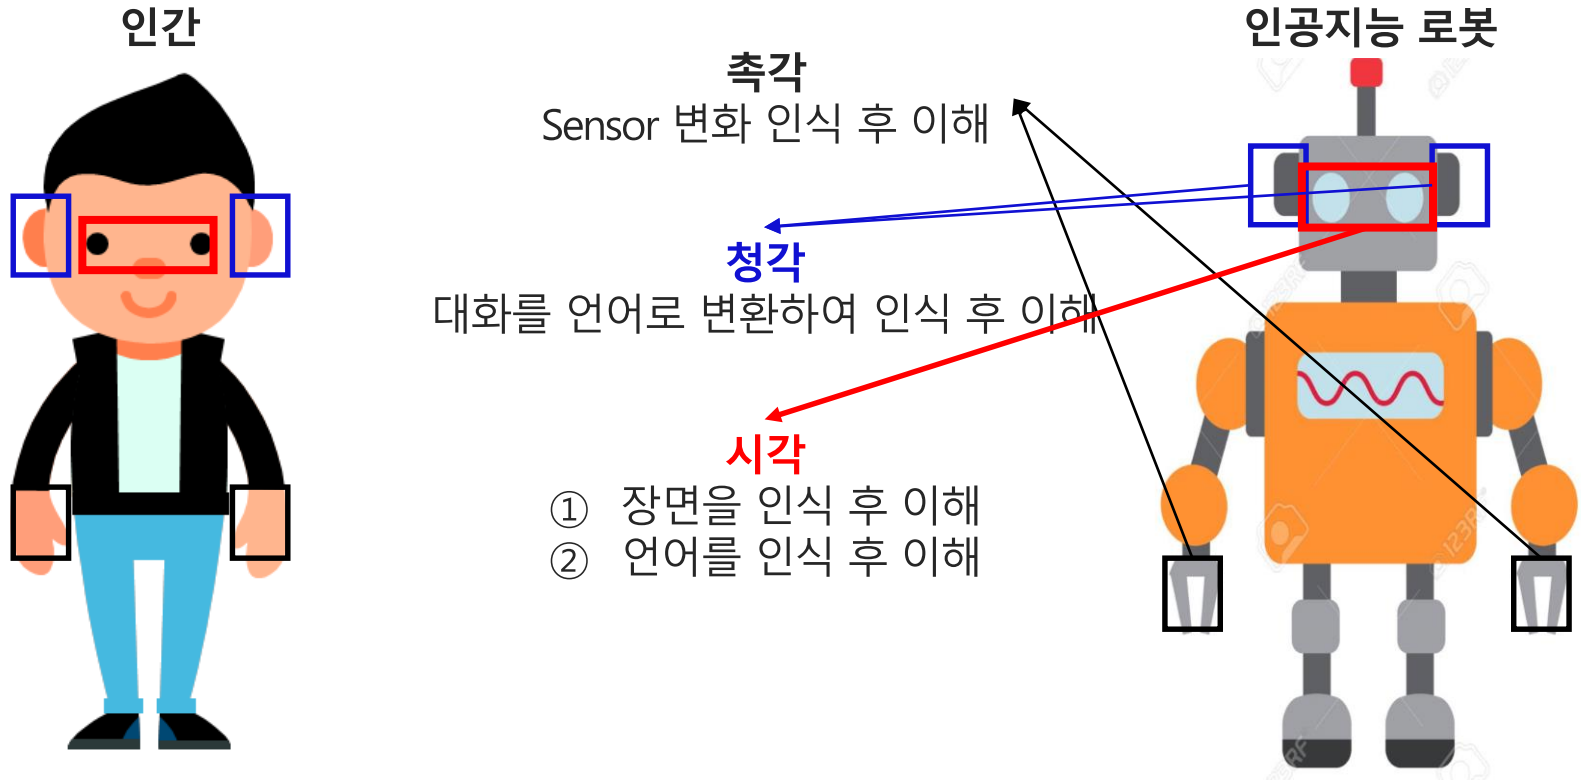 인간
인공지능 로봇
촉각
Sensor 변화 인식 후 이해
청각
대화를 언어로 변환하여 인식 후 이해
시각
① 장면을 인식 후 이해
② 언어를 인식 후 이해
@123RF